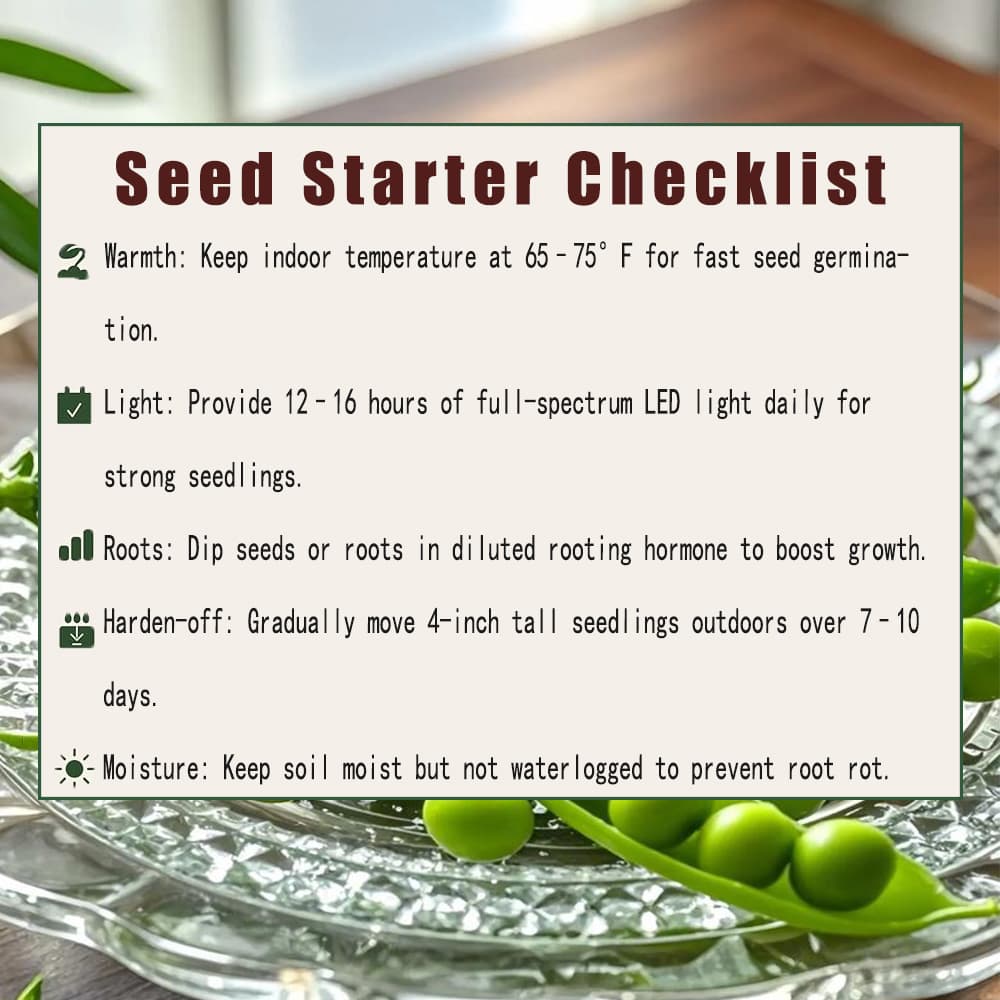 Seed Starter Checklist
Warmth: Keep indoor temperature at 65-75° F for fast seed germina-
tion.
Light: Provide 12-16 hours of full-spectrum LED light daily for
strong seedlings.
Roots: Dip seeds or roots in diluted rooting hormone to boost growth.
Harden-off: Gradually move 4-inch tall seedlings outdoors over 7-10
days.
Moisture: Keep soil moist but not waterlogged to prevent root rot.